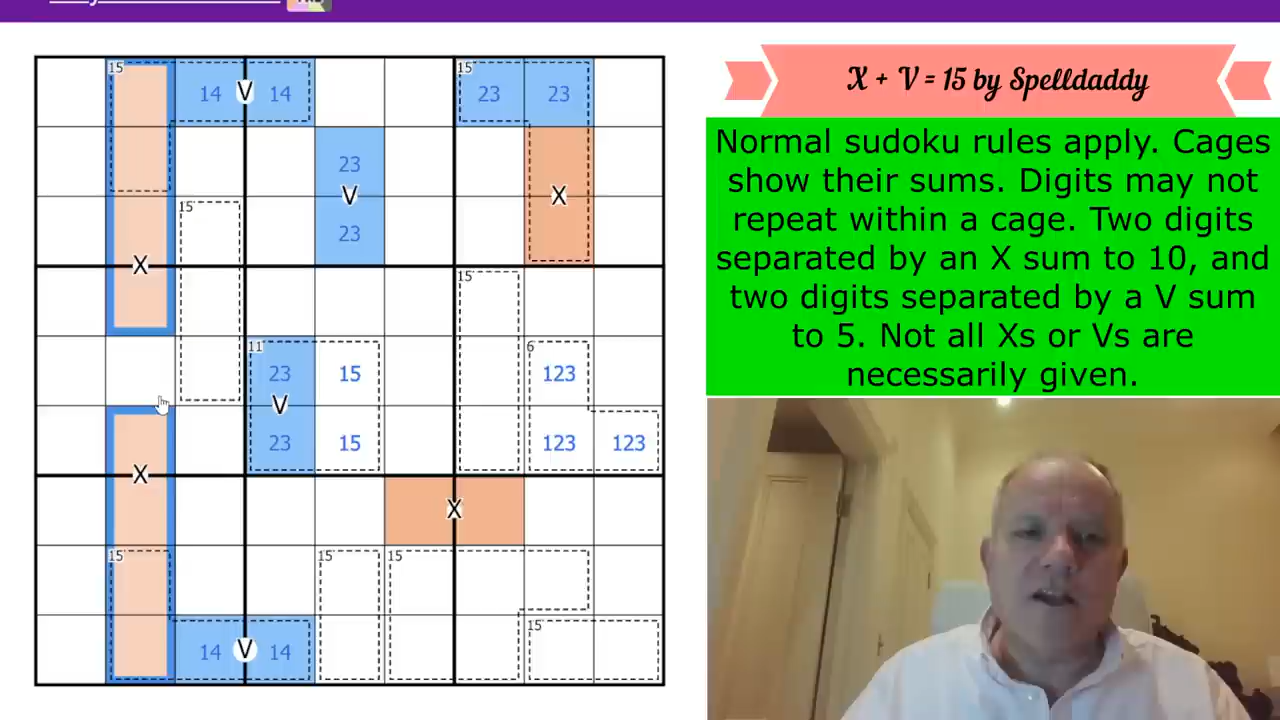 X + V = 15 by Spelldaddy
Normal sudoku rules apply. Cages
show their sums. Digits may not
repeat within a cage. Two digits
separated by an X sum to 10, and
two digits separated by a V sum
to 5. Not all Xs or Vs are
necessarily given.
15 15
14 V 14 23 23
23
V X
15 23
X 15
11 6
23 15 123
V
23 15 123 123
X
X
15 15 15
15
14 V 14